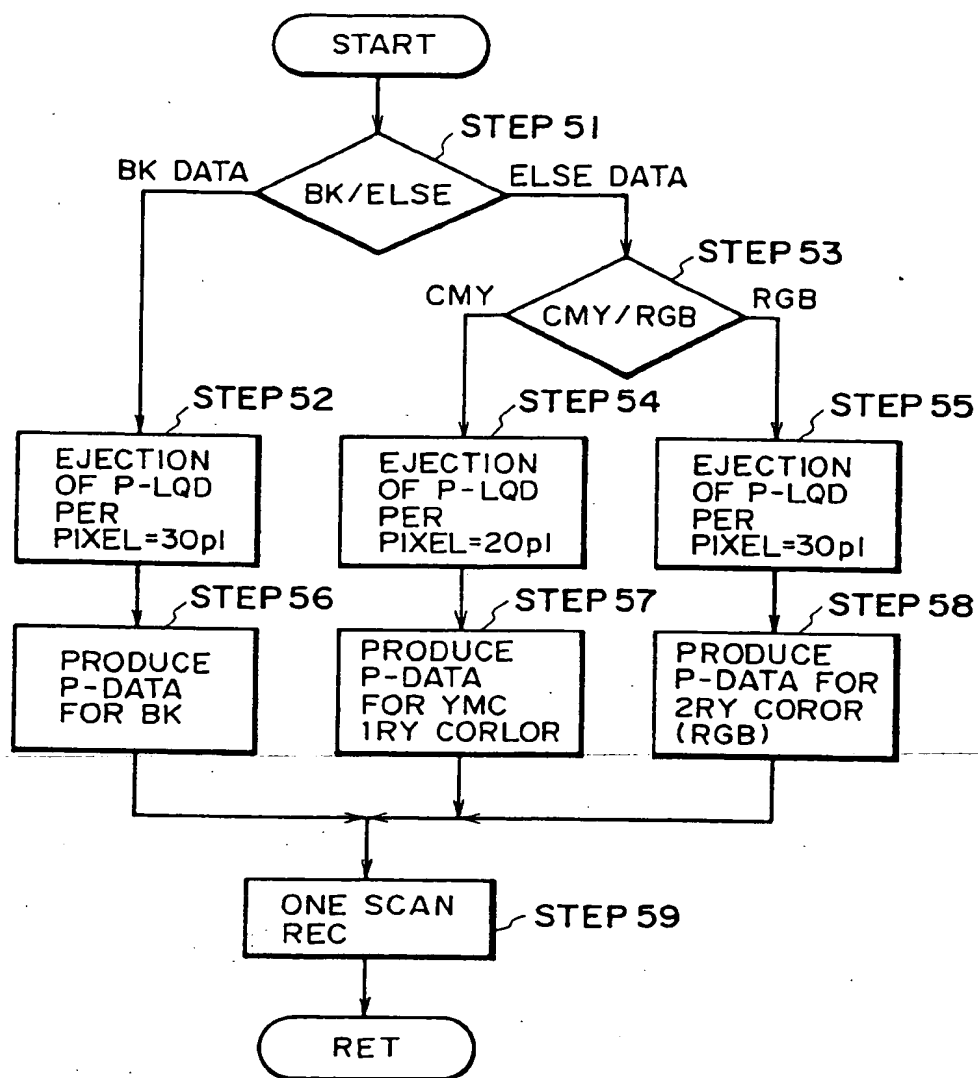 START
STEP 51
BK DATA
BK/ELSE
ELSE DATA
STEP 53
CMY
CMY/RGB
RGB
STEP 52
EJECTION
OF P-LQD
PER
PIXEL=30pl
STEP 54
EJECTION
OF P-LQD
PER
PIXEL=20pl
STEP 55
EJECTION
OF P-LQD
PER
PIXEL=30pl
STEP 56
PRODUCE
P-DATA
FOR BK
STEP 57
PRODUCE
P-DATA
FOR YMC
1RY CORLOR
STEP 58
PRODUCE
P-DATA FOR
2RY COROR
(RGB)
ONE SCAN
REC
STEP 59
RET